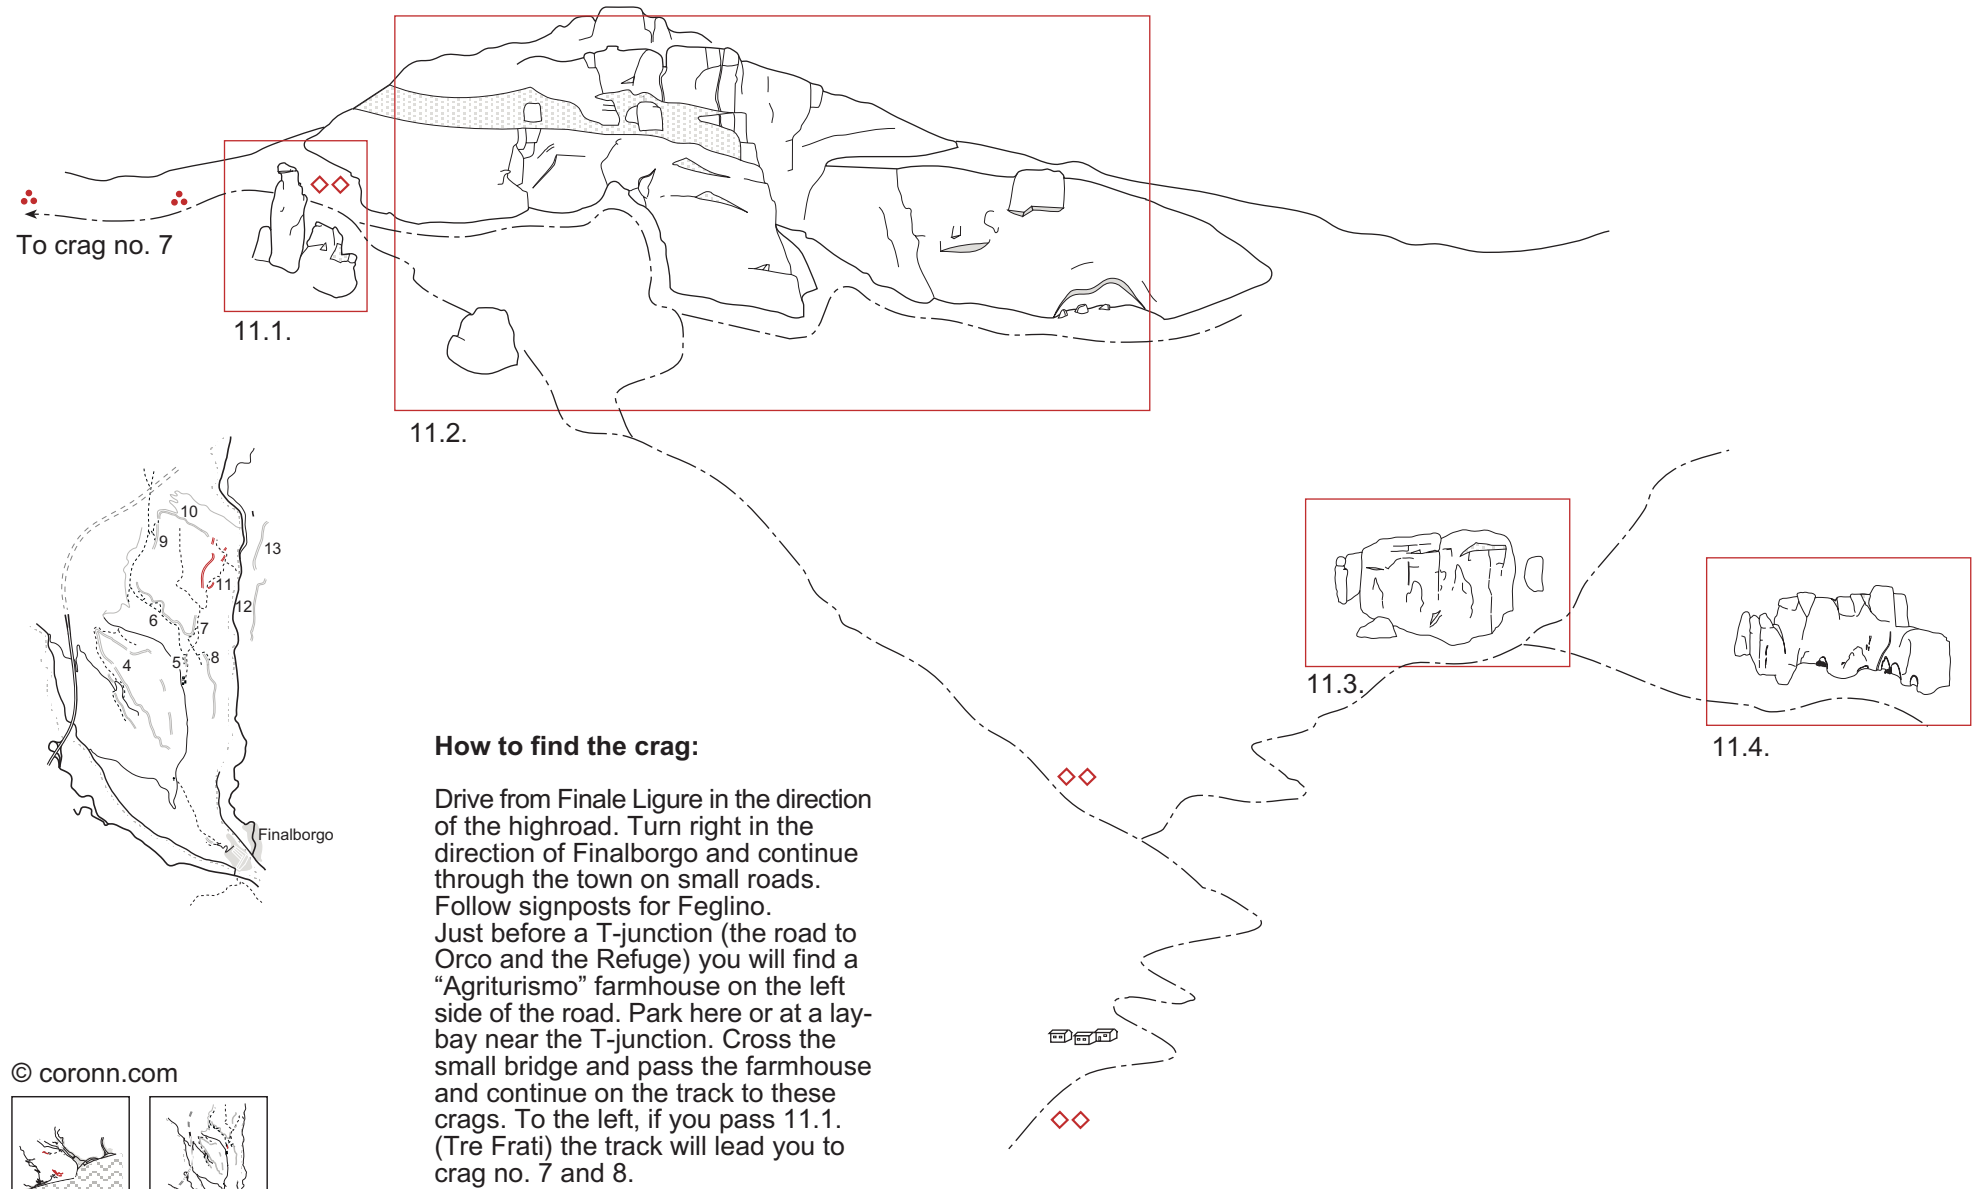 To crag no. 7
11.1.
11.2.
10
9
13
11
12
6
7
5
8
4
Finalborgo
11.3.
11.4.
How to find the crag:
Drive from Finale Ligure in the direction
of the highroad. Turn right in the
direction of Finalborgo and continue
through the town on small roads.
Follow signposts for Feglino.
Just before a T-junction (the road to
Orco and the Refuge) you will find a
“Agriturismo” farmhouse on the left
side of the road. Park here or at a lay-
bay near the T-junction. Cross the
small bridge and pass the farmhouse
and continue on the track to these
crags. To the left, if you pass 11.1.
(Tre Frati) the track will lead you to
crag no. 7 and 8.
© coronn.com